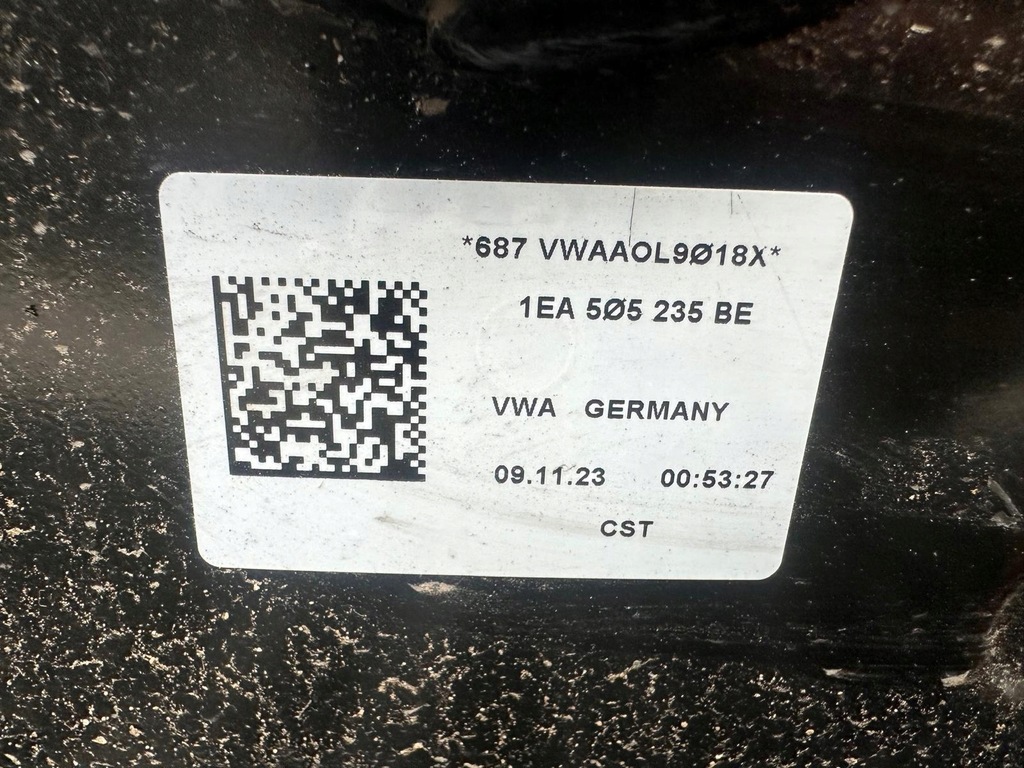 *687 VWAAOL9Ø18X*
1EA 5Ø5 235 BE
VWA GERMANY
09.11.23 00:53:27
CST